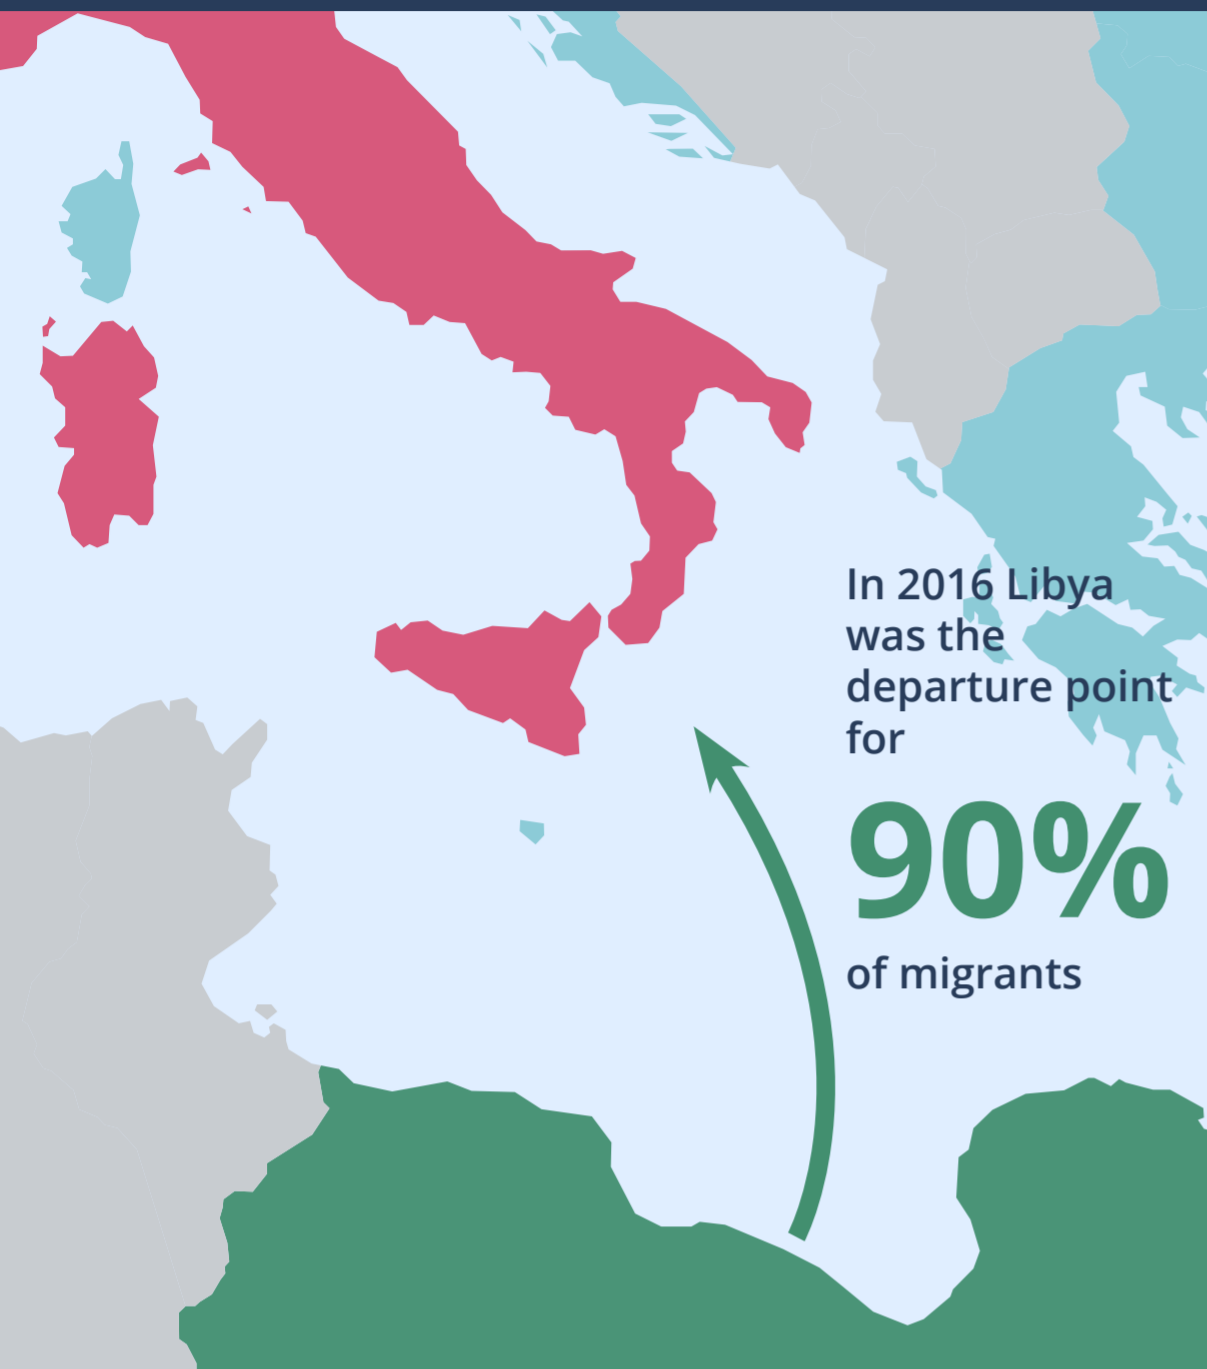 In 2016 Libya
was the
departure point
for
90%
of migrants